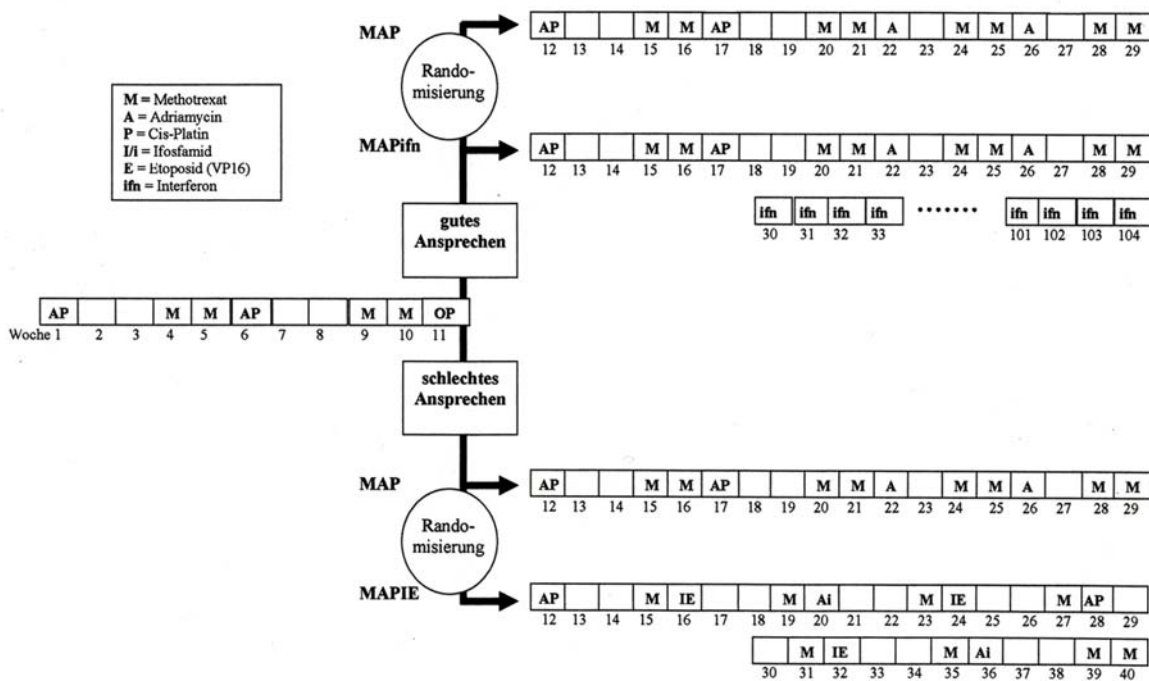 MAP
AP M M AP M M A M M A M M
12 13 14 15 16 17 18 19 20 21 22 23 24 25 26 27 28 29
Rando-
misierung
M = Methotrexat
A = Adriamycin
P = Cis-Platin
I/i = Ifosfamid
E = Etoposid (VP16)
ifn = Interferon
MAPifn
AP M M AP M M A M M A M M
12 13 14 15 16 17 18 19 20 21 22 23 24 25 26 27 28 29
ifn ifn ifn ifn ....... ifn ifn ifn ifn
30 31 32 33 101 102 103 104
gutes
Ansprechen
AP M M AP M M OP
Woche 1 2 3 4 5 6 7 8 9 10 11
schlechtes
Ansprechen
MAP
AP M M AP M M A M M A M M
12 13 14 15 16 17 18 19 20 21 22 23 24 25 26 27 28 29
Rando-
misierung
MAPIE
AP M IE M Ai M IE M AP
12 13 14 15 16 17 18 19 20 21 22 23 24 25 26 27 28 29
M IE M Ai M M
30 31 32 33 34 35 36 37 38 39 40